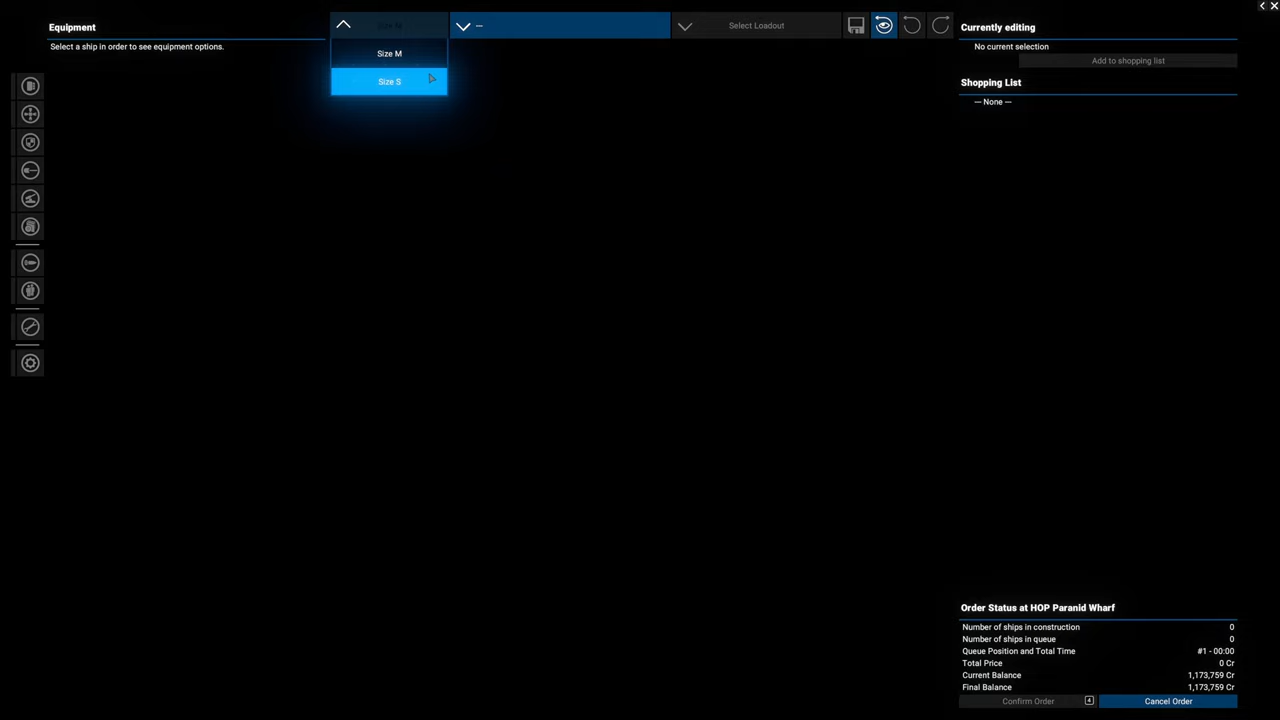 Equipment
Select a ship in order to see equipment options.
Size M
Size M
Size S
—
Select Loadout
Currently editing
No current selection
Add to shopping list
Shopping List
— None —
Order Status at HOP Paranid Wharf
Number of ships in construction 0
Number of ships in queue 0
Queue Position and Total Time #1 - 00:00
Total Price 0 Cr
Current Balance 1,173,759 Cr
Final Balance 1,173,759 Cr
Confirm Order 4
Cancel Order